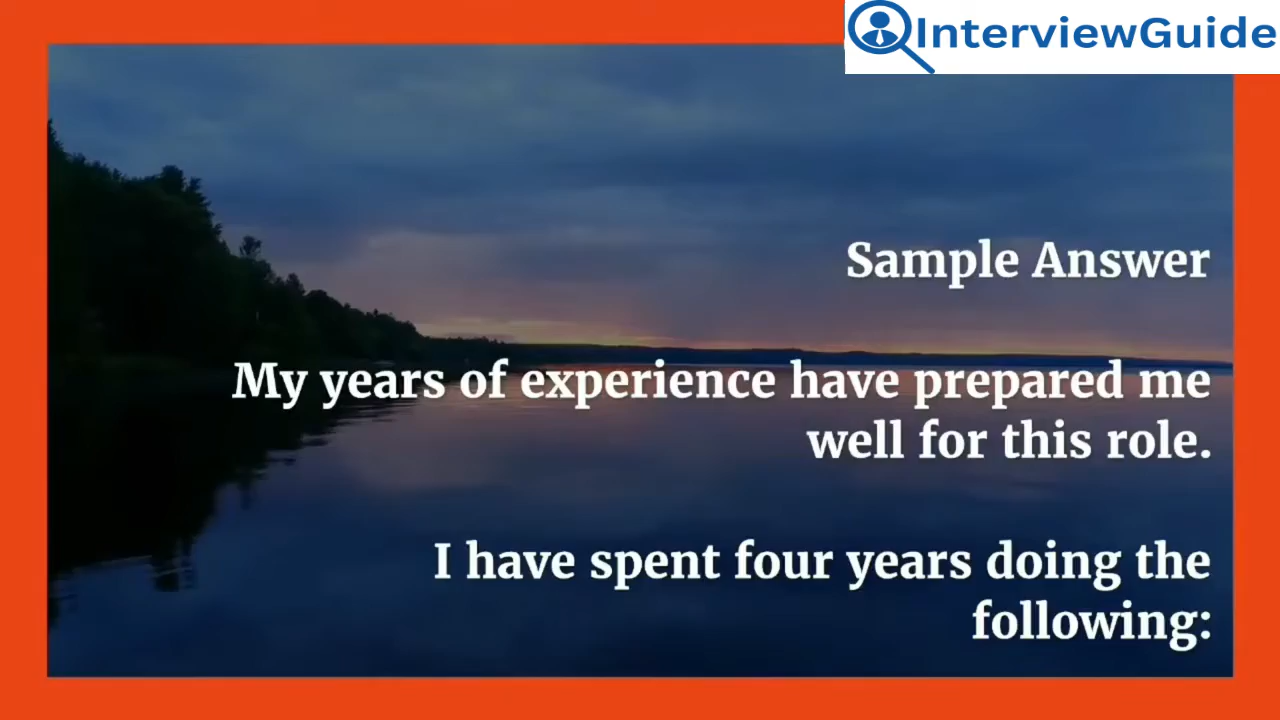 InterviewGuide
Sample Answer
My years of experience have prepared me
well for this role.
I have spent four years doing the
following: